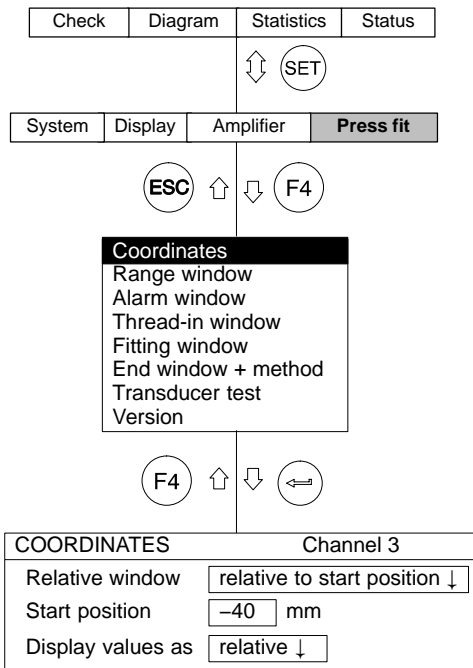 Check Diagram Statistics Status
SET
System Display Amplifier Press fit
ESC F4
Coordinates
Range window
Alarm window
Thread-in window
Fitting window
End window + method
Transducer test
Version
F4
COORDINATES Channel 3
Relative window relative to start position ↓
Start position −40 mm
Display values as relative ↓